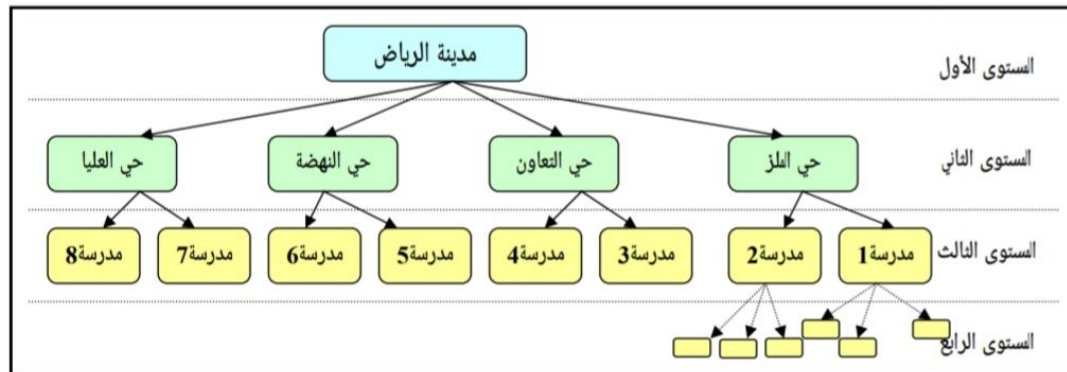 مدينة الرياض
المستوى الأول
حي الملز
حي التعاون
حي النهضة
حي العليا
المستوى الثاني
مدرسة1
مدرسة2
مدرسة3
مدرسة4
مدرسة5
مدرسة6
مدرسة7
مدرسة8
المستوى الثالث
المستوى الرابع